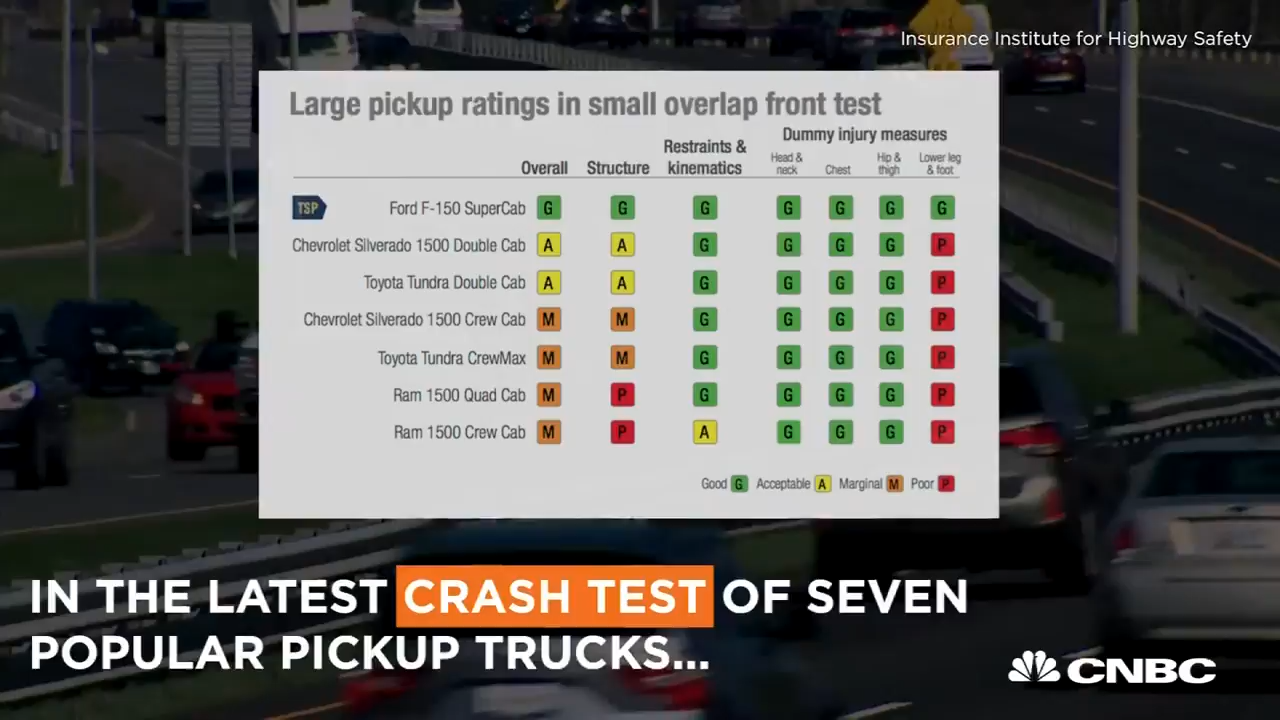 Insurance Institute for Highway Safety
Large pickup ratings in small overlap front test
Overall Structure Restraints & kinematics Dummy injury measures
Head & neck Chest Hip & thigh Lower leg & foot
TSP Ford F-150 SuperCab G G G G G G G
Chevrolet Silverado 1500 Double Cab A A G G G G P
Toyota Tundra Double Cab A A G G G G P
Chevrolet Silverado 1500 Crew Cab M M G G G G P
Toyota Tundra CrewMax M M G G G G P
Ram 1500 Quad Cab M P G G G G P
Ram 1500 Crew Cab M P A G G G P
Good G Acceptable A Marginal M Poor P
IN THE LATEST CRASH TEST OF SEVEN
POPULAR PICKUP TRUCKS...
CNBC